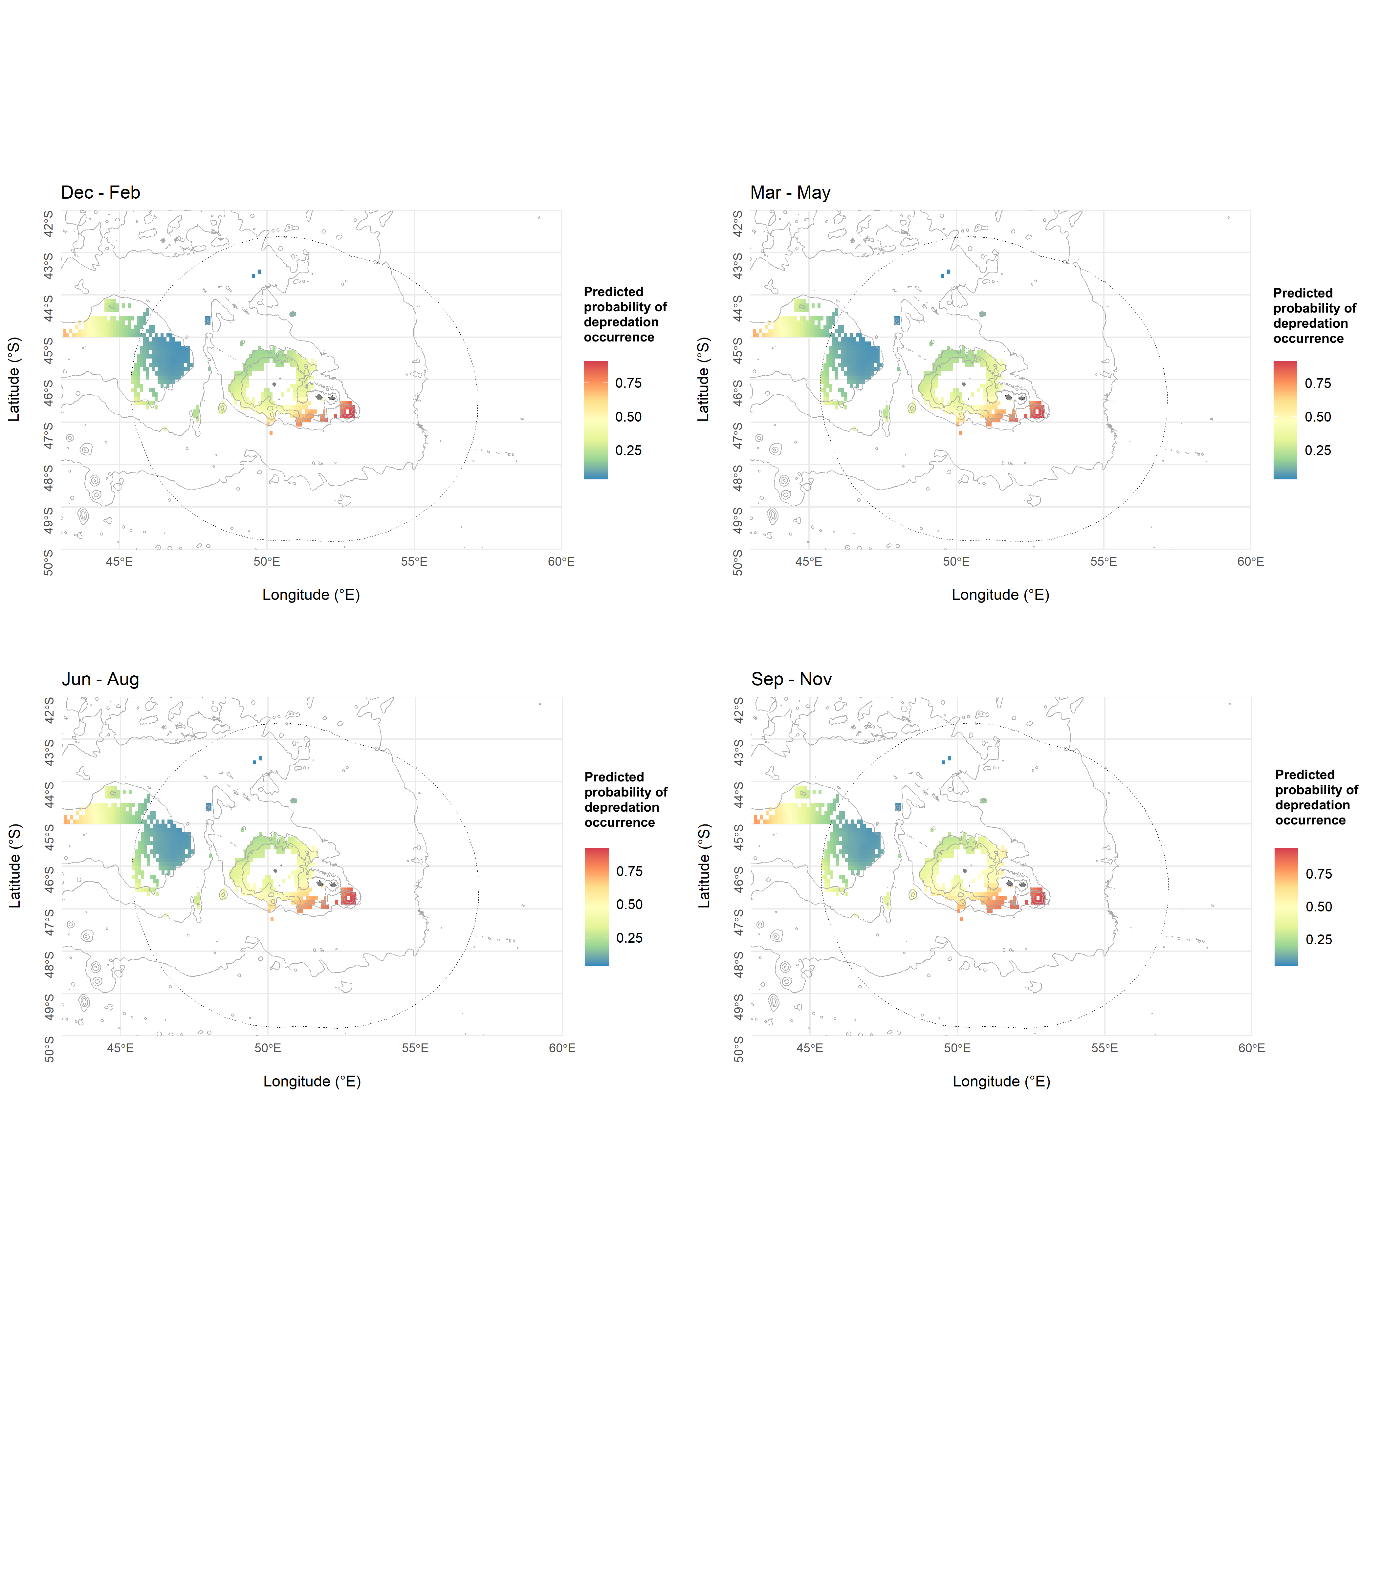 Dec - Feb
42°S
43°S
44°S
45°S
46°S
47°S
48°S
49°S
50°S
Latitude (°S)
45°E 50°E 55°E 60°E
Longitude (°E)
Predicted
probability of
depredation
occurrence
0.75
0.50
0.25
Mar - May
42°S
43°S
44°S
45°S
46°S
47°S
48°S
49°S
50°S
Latitude (°S)
45°E 50°E 55°E 60°E
Longitude (°E)
Predicted
probability of
depredation
occurrence
0.75
0.50
0.25
Jun - Aug
42°S
43°S
44°S
45°S
46°S
47°S
48°S
49°S
50°S
Latitude (°S)
45°E 50°E 55°E 60°E
Longitude (°E)
Predicted
probability of
depredation
occurrence
0.75
0.50
0.25
Sep - Nov
42°S
43°S
44°S
45°S
46°S
47°S
48°S
49°S
50°S
Latitude (°S)
45°E 50°E 55°E 60°E
Longitude (°E)
Predicted
probability of
depredation
occurrence
0.75
0.50
0.25